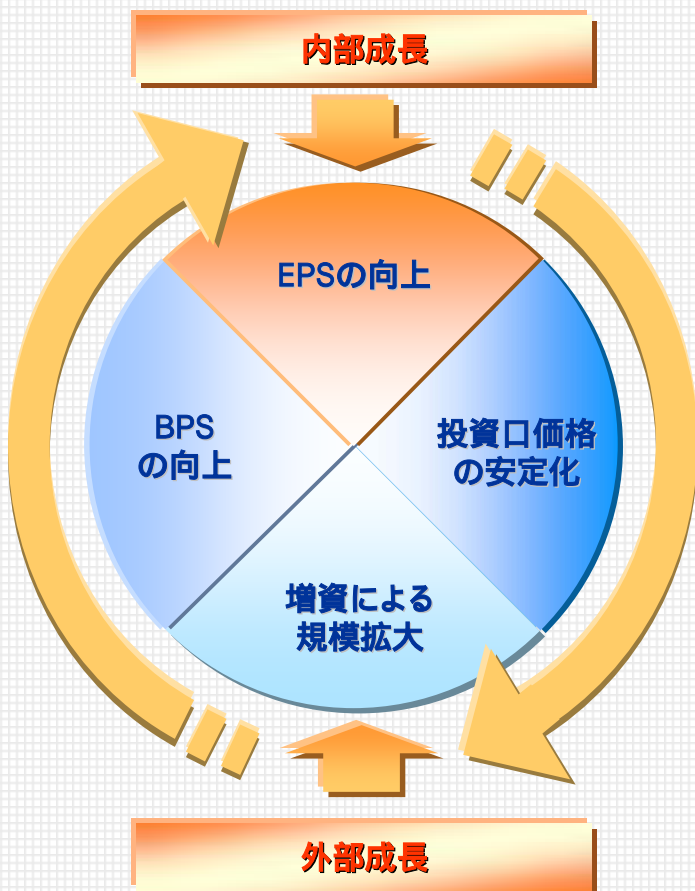 内部成長
EPSの向上
BPS
の向上
投資口価格
の安定化
増資による
規模拡大
外部成長